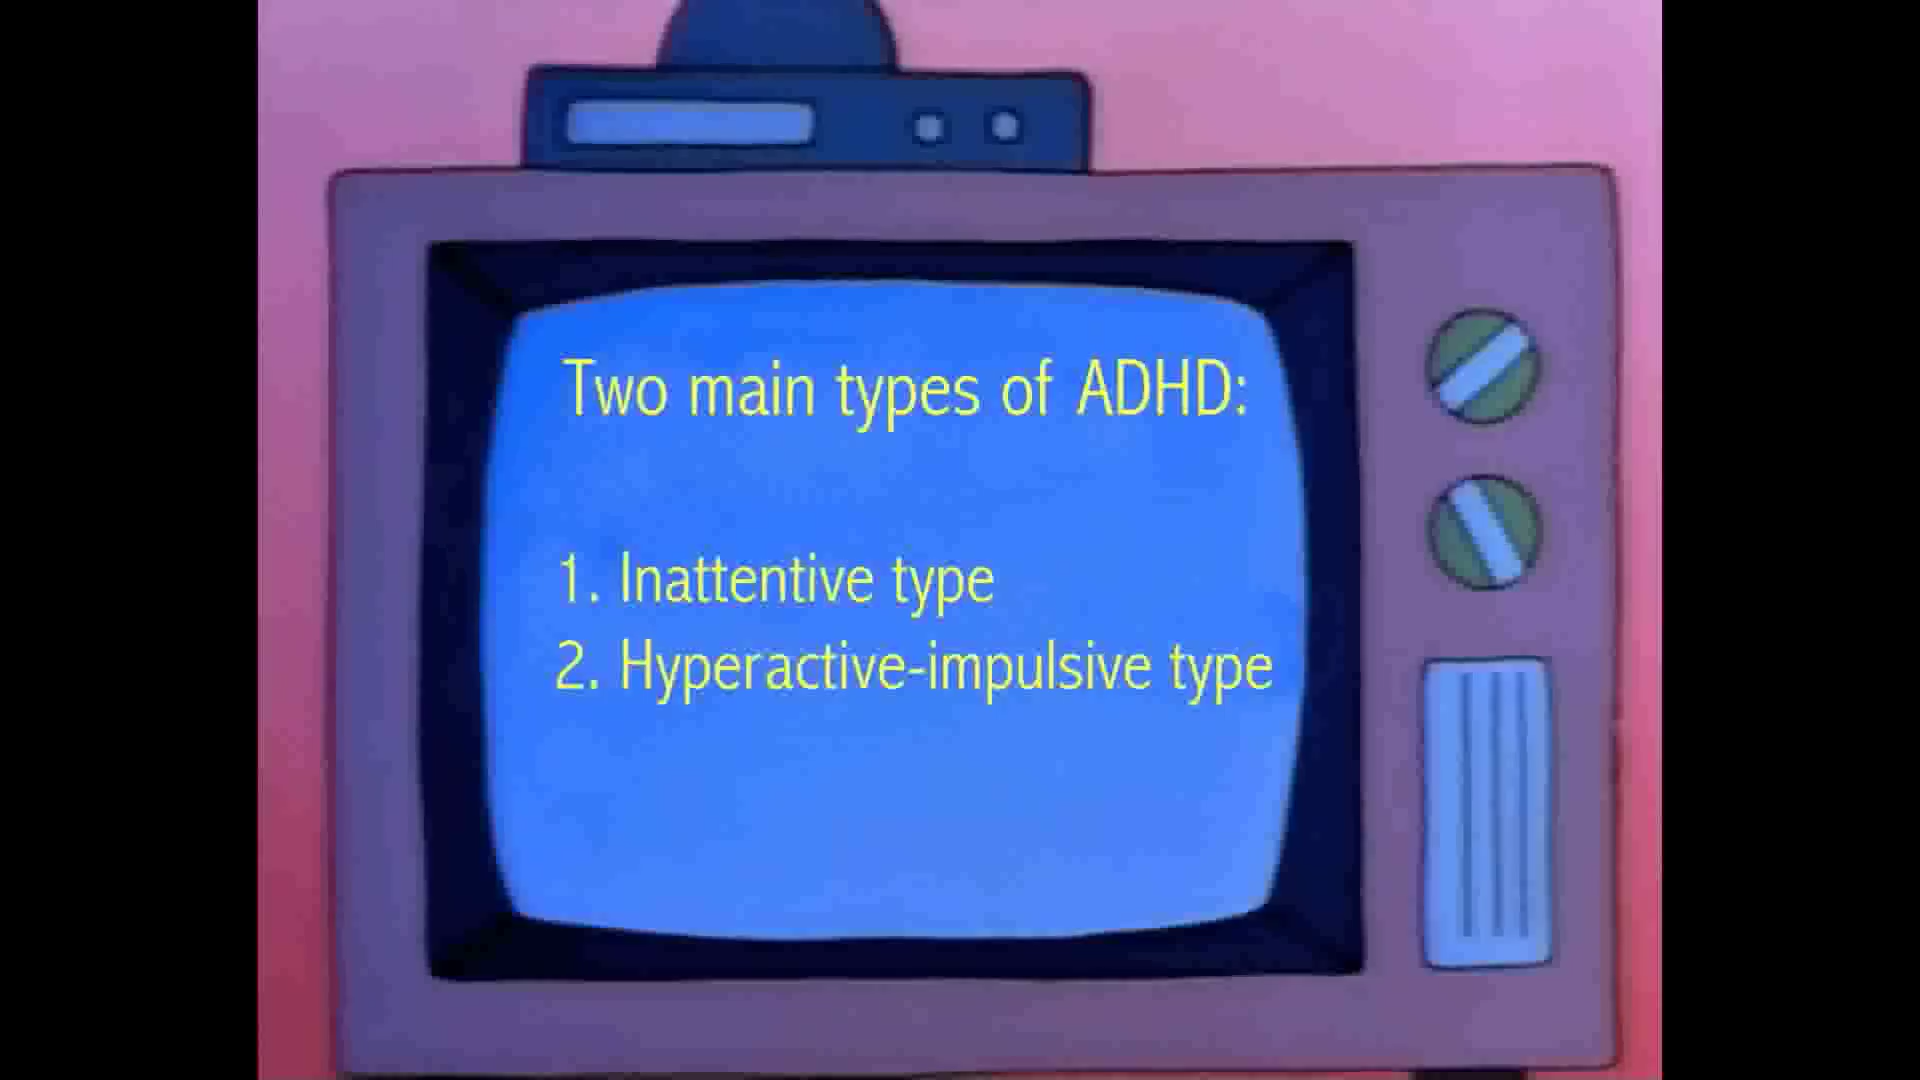 Two main types of ADHD:
1. Inattentive type
2. Hyperactive-impulsive type